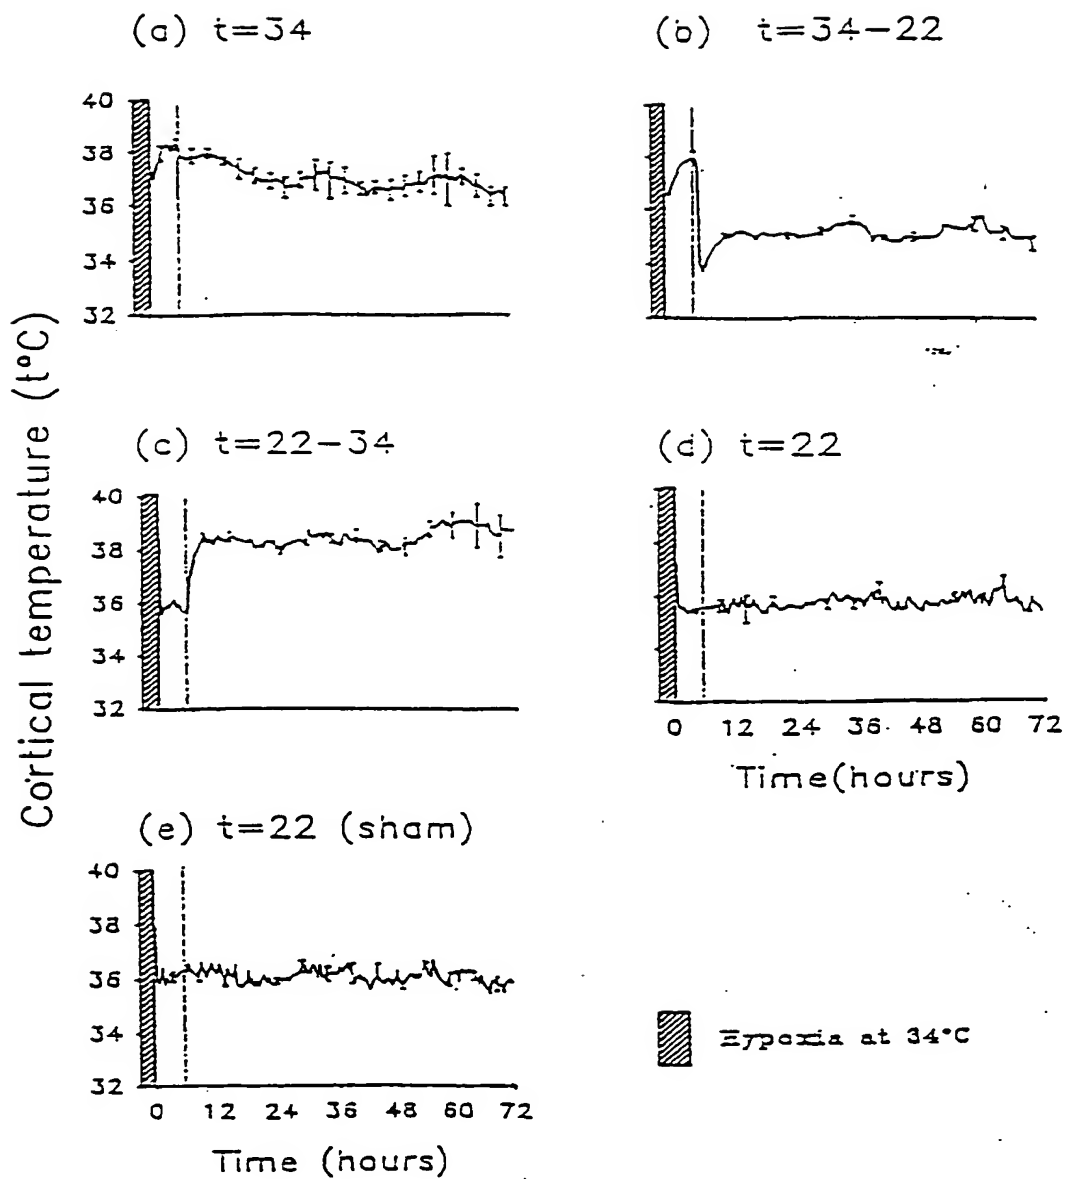 (a) t=34
(b) t=34-22
40
38
36
34
32
Cortical temperature (t°C)
(c) t=22-34
(d) t=22
40
38
36
34
32
0 12 24 36 48 60 72
Time(hours)
(e) t=22 (sham)
40
38
36
34
32
0 12 24 36 48 60 72
Time (hours)
Hypoxia at 34°C